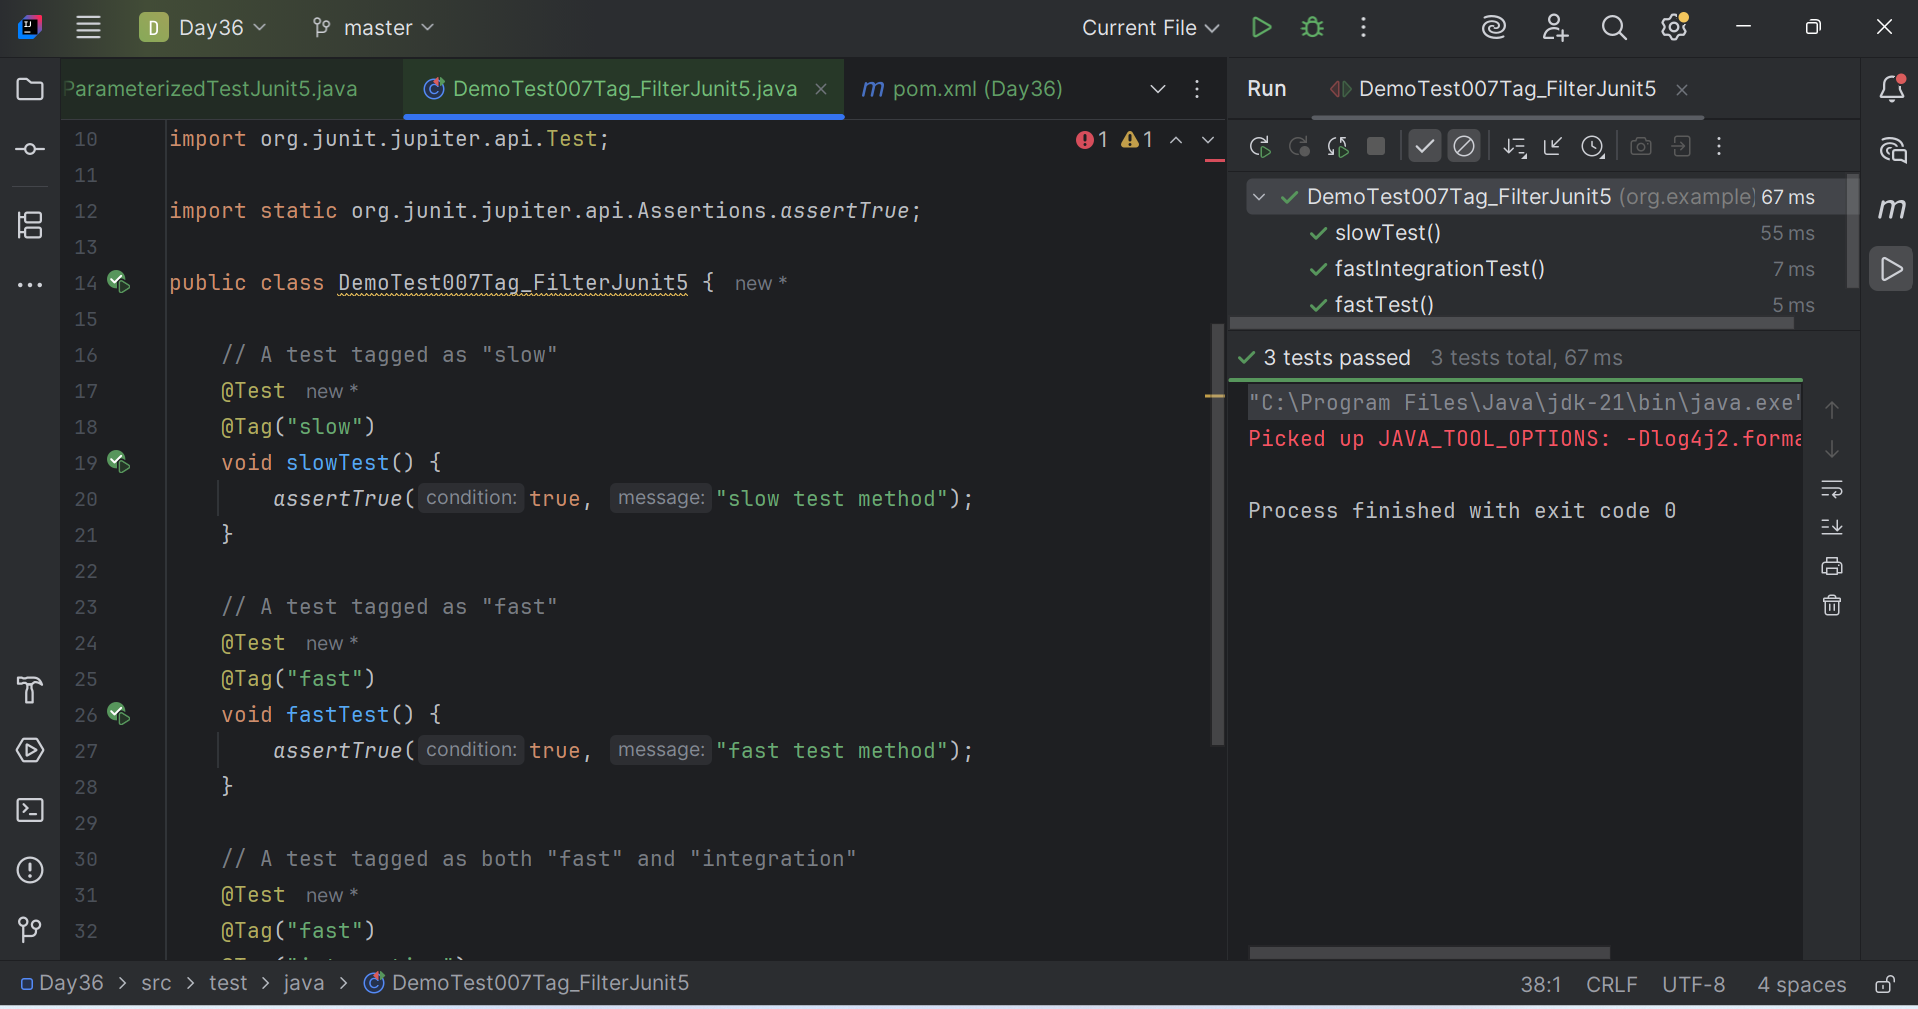 D Day36 master Current File
ParameterizedTestJunit5.java DemoTest007Tag_FilterJunit5.java m pom.xml (Day36) Run DemoTest007Tag_FilterJunit5
10 import org.junit.jupiter.api.Test; 1 1
11
12 import static org.junit.jupiter.api.Assertions.assertTrue;
13
14 public class DemoTest007Tag_FilterJunit5 { new *
15
16 // A test tagged as "slow"
17 @Test new *
18 @Tag("slow")
19 void slowTest() {
20 assertTrue( condition: true, message: "slow test method");
21 }
22
23 // A test tagged as "fast"
24 @Test new *
25 @Tag("fast")
26 void fastTest() {
27 assertTrue( condition: true, message: "fast test method");
28 }
29
30 // A test tagged as both "fast" and "integration"
31 @Test new *
32 @Tag("fast")
DemoTest007Tag_FilterJunit5 (org.example) 67 ms
slowTest() 55 ms
fastIntegrationTest() 7 ms
fastTest() 5 ms
3 tests passed 3 tests total, 67 ms
"C:\Program Files\Java\jdk-21\bin\java.exe"
Picked up JAVA_TOOL_OPTIONS: -Dlog4j2.forma
Process finished with exit code 0
m
Day36 > src > test > java > DemoTest007Tag_FilterJunit5 38:1 CRLF UTF-8 4 spaces